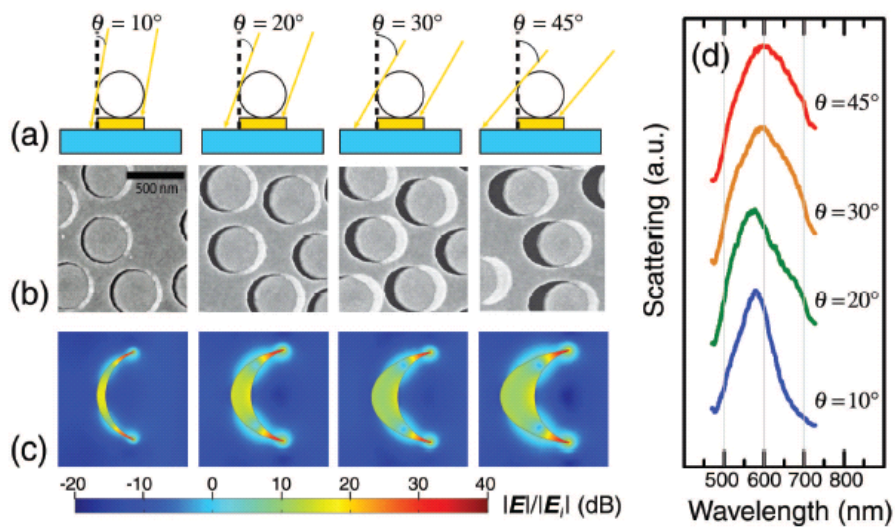 θ = 10°
θ = 20°
θ = 30°
θ = 45°
(a)
500 nm
(b)
(c)
-20
-10
0
10
20
30
40
|E|/|Eᵢ| (dB)
(d)
θ = 45°
θ = 30°
θ = 20°
θ = 10°
Scattering (a.u.)
500 600 700 800
Wavelength (nm)